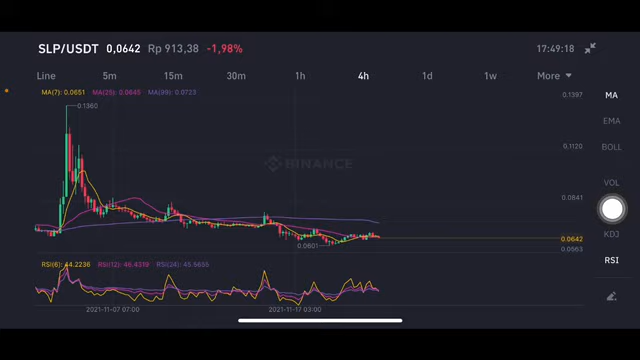 SLP/USDT 0,0642 Rp 913,38 -1,98% 17:49:18
Line 5m 15m 30m 1h 4h 1d 1w More
MA(7): 0.0651 MA(25): 0.0645 MA(99): 0.0723
0.1397
MA
0.1360
EMA
0.1120
BOLL
BINANCE
VOL
0.0841
KDJ
0.0642
0.0601
0.0563
RSI(6): 44.2236 RSI(12): 46.4319 RSI(24): 45.5655
RSI
2021-11-07 07:00 2021-11-17 03:00